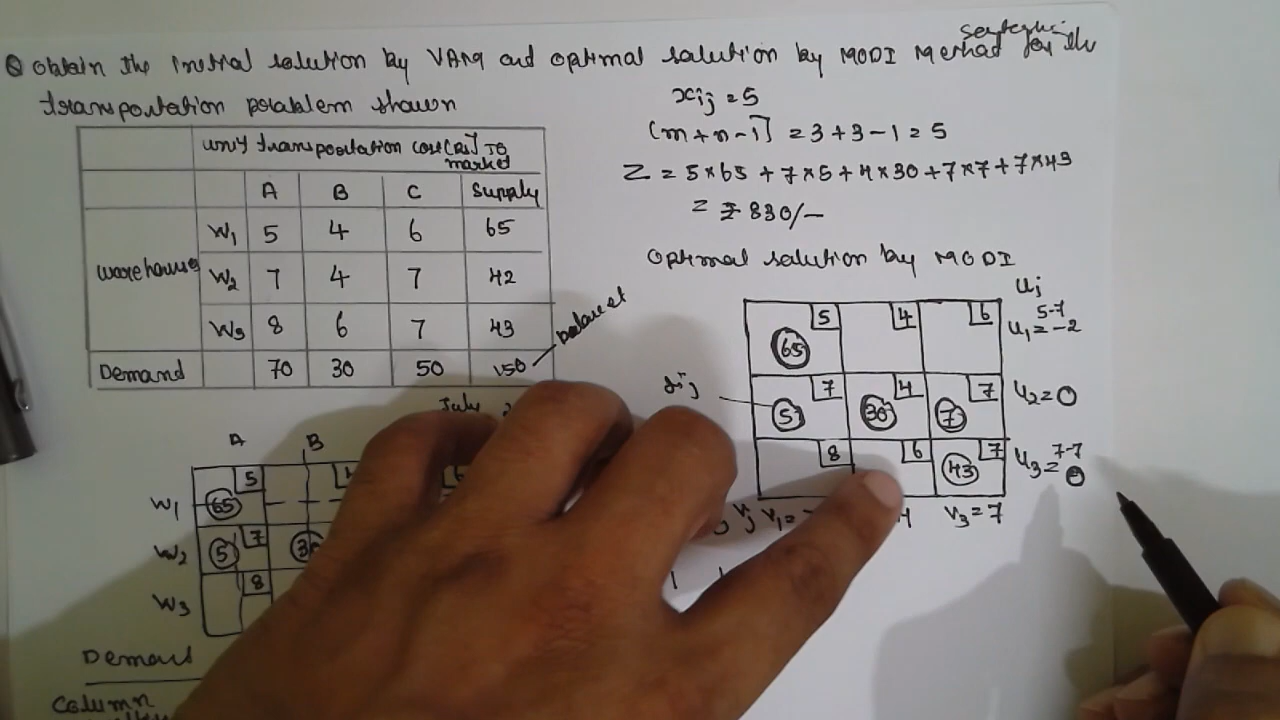 Q obtain the initial solution by VAM and optimal solution by MODI Method for the
transportation problem shown
unit transportation cost (Rs) To
market
A B C Supply
W1 5 4 6 65
warehouse W2 7 4 7 42
W3 8 6 7 43
Demand 70 30 50 150
balanced
July
xij = 5
(m+n-1) = 3+3-1 = 5
Z = 5×65 + 7×5 + 4×30 + 7×7 + 7×43
Z = ₹ 830/-
Optimal solution by MODI
5 4 6
65
7 4 7
5 30 7
8 6 7
43
Ui
5-7
U1 = -2
U2 = 0
7-7
U3 = 0
Vj V1 = 4 V3 = 7
A B
W1 65 5
W2 5 7
W3 8
Demand
Column